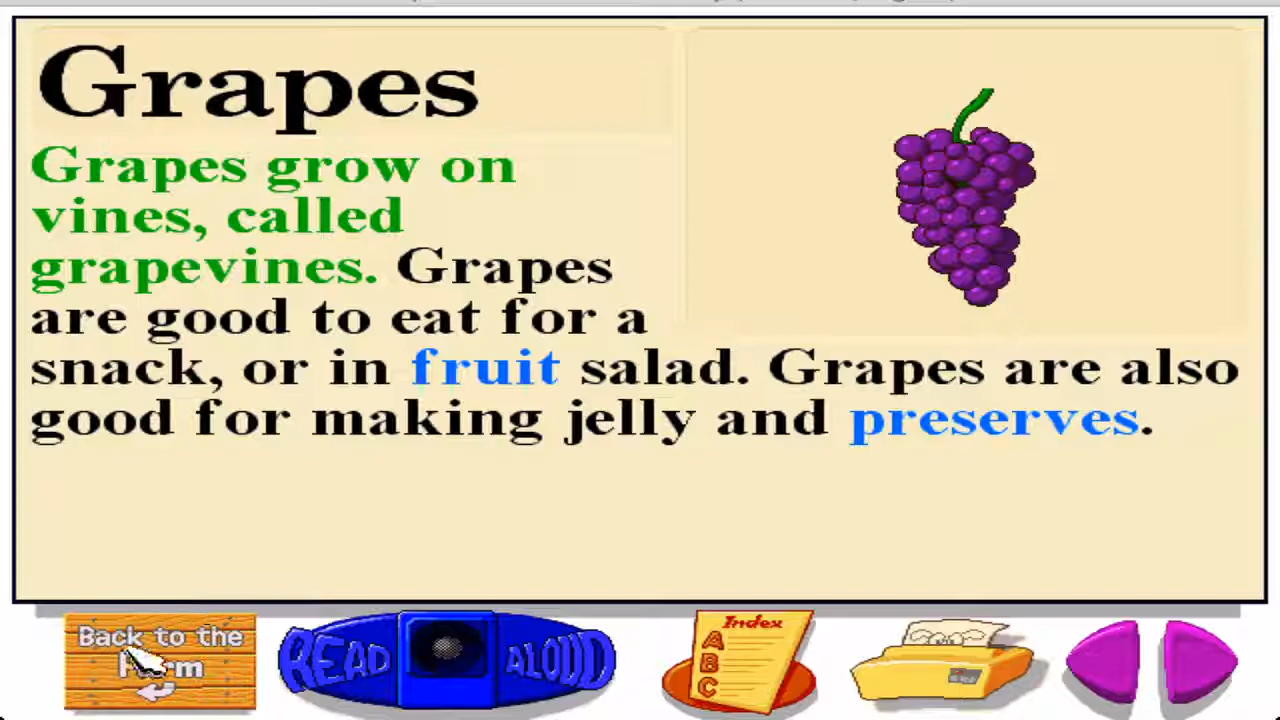 Grapes
Grapes grow on
vines, called
grapevines. Grapes
are good to eat for a
snack, or in fruit salad. Grapes are also
good for making jelly and preserves.
Back to the
Farm
READ ALOUD
Index
A
B
C